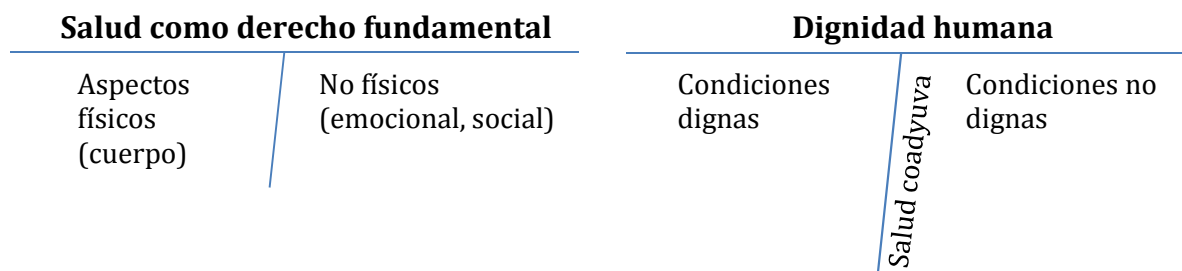 Salud como derecho fundamental
Aspectos
físicos
(cuerpo)
No físicos
(emocional, social)
Dignidad humana
Condiciones
dignas
Salud coadyuva
Condiciones no
dignas